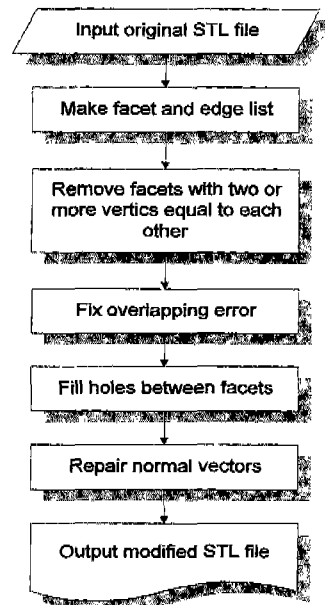 Input original STL file
Make facet and edge list
Remove facets with two or
more vertics equal to each
other
Fix overlapping error
Fill holes between facets
Repair normal vectors
Output modified STL file